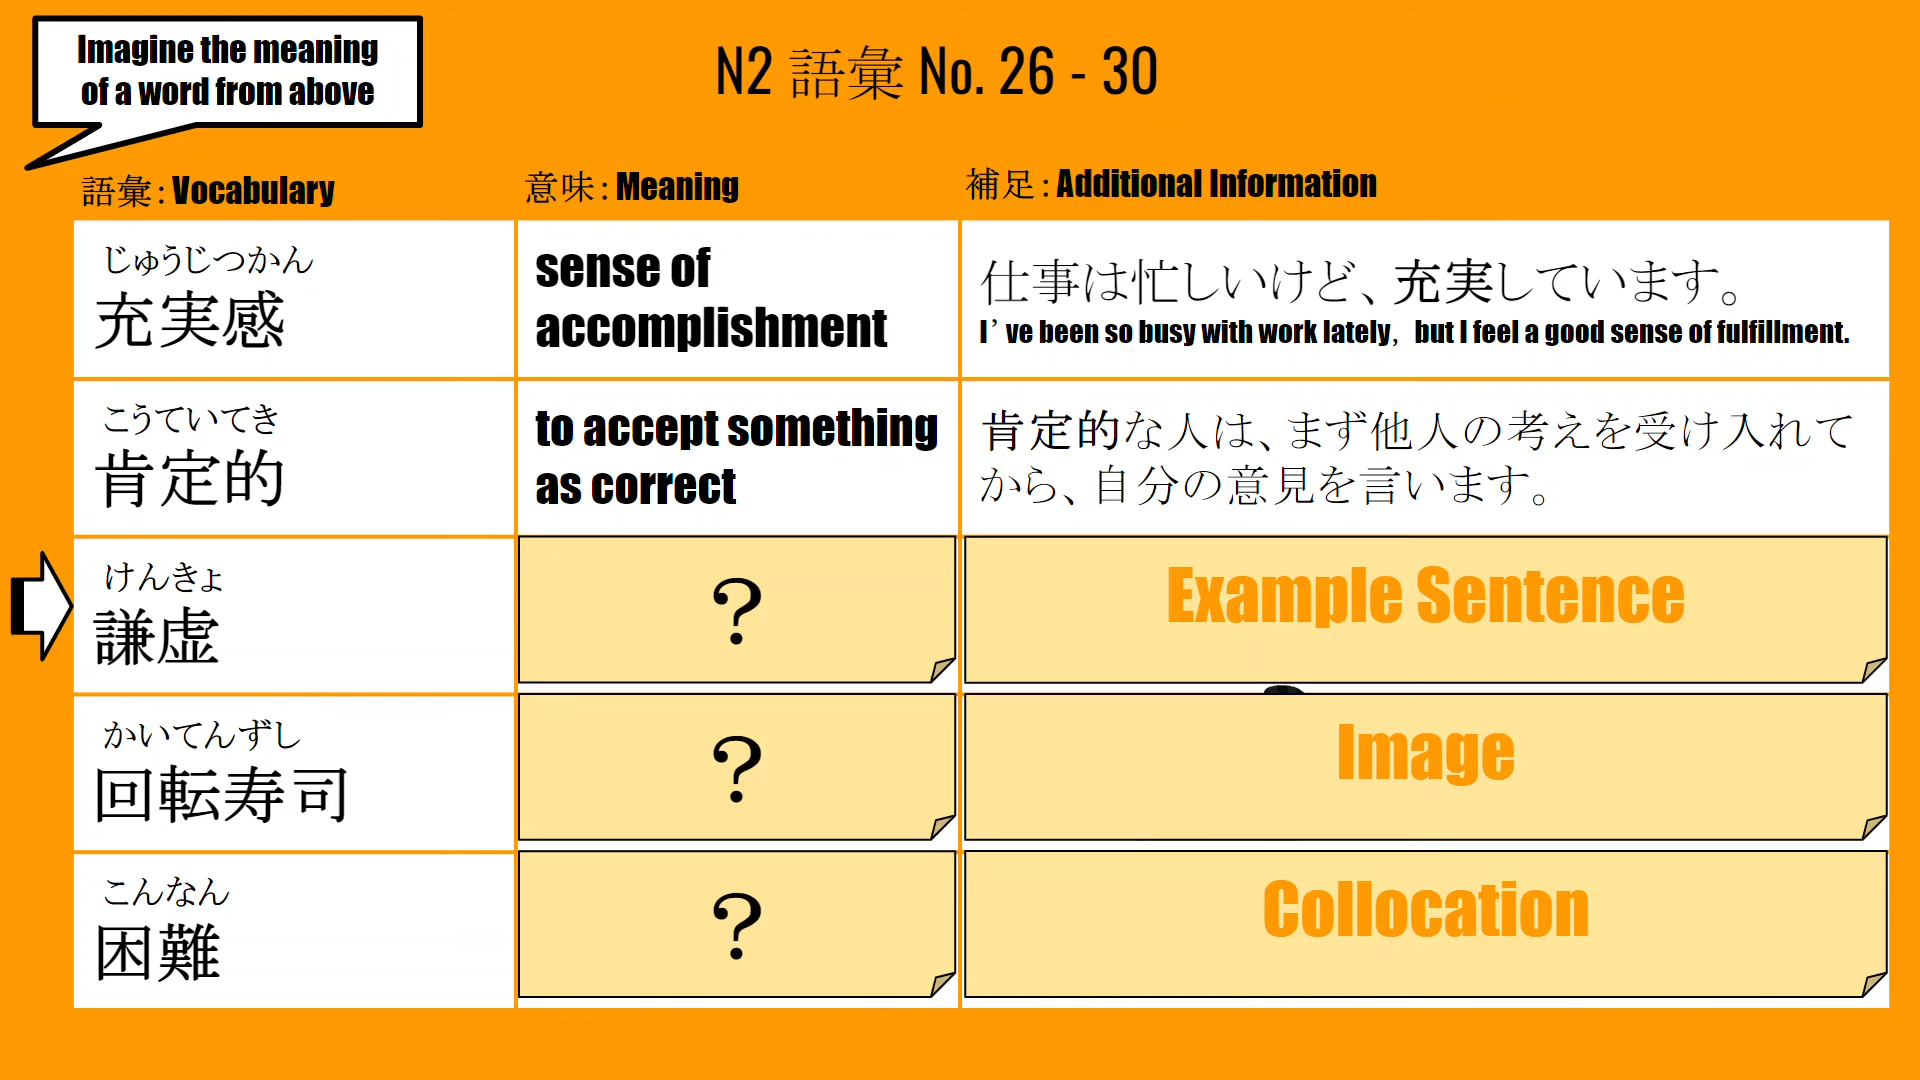 Imagine the meaning
of a word from above
N2 語彙 No. 26 - 30
語彙 : Vocabulary
意味 : Meaning
補足 : Additional Information
じゅうじつかん
充実感
sense of
accomplishment
仕事は忙しいけど、充実しています。
I’ve been so busy with work lately, but I feel a good sense of fulfillment.
こうていてき
肯定的
to accept something
as correct
肯定的な人は、まず他人の考えを受け入れて
から、自分の意見を言います。
けんきょ
謙虚
?
Example Sentence
かいてんずし
回転寿司
?
Image
こんなん
困難
?
Collocation